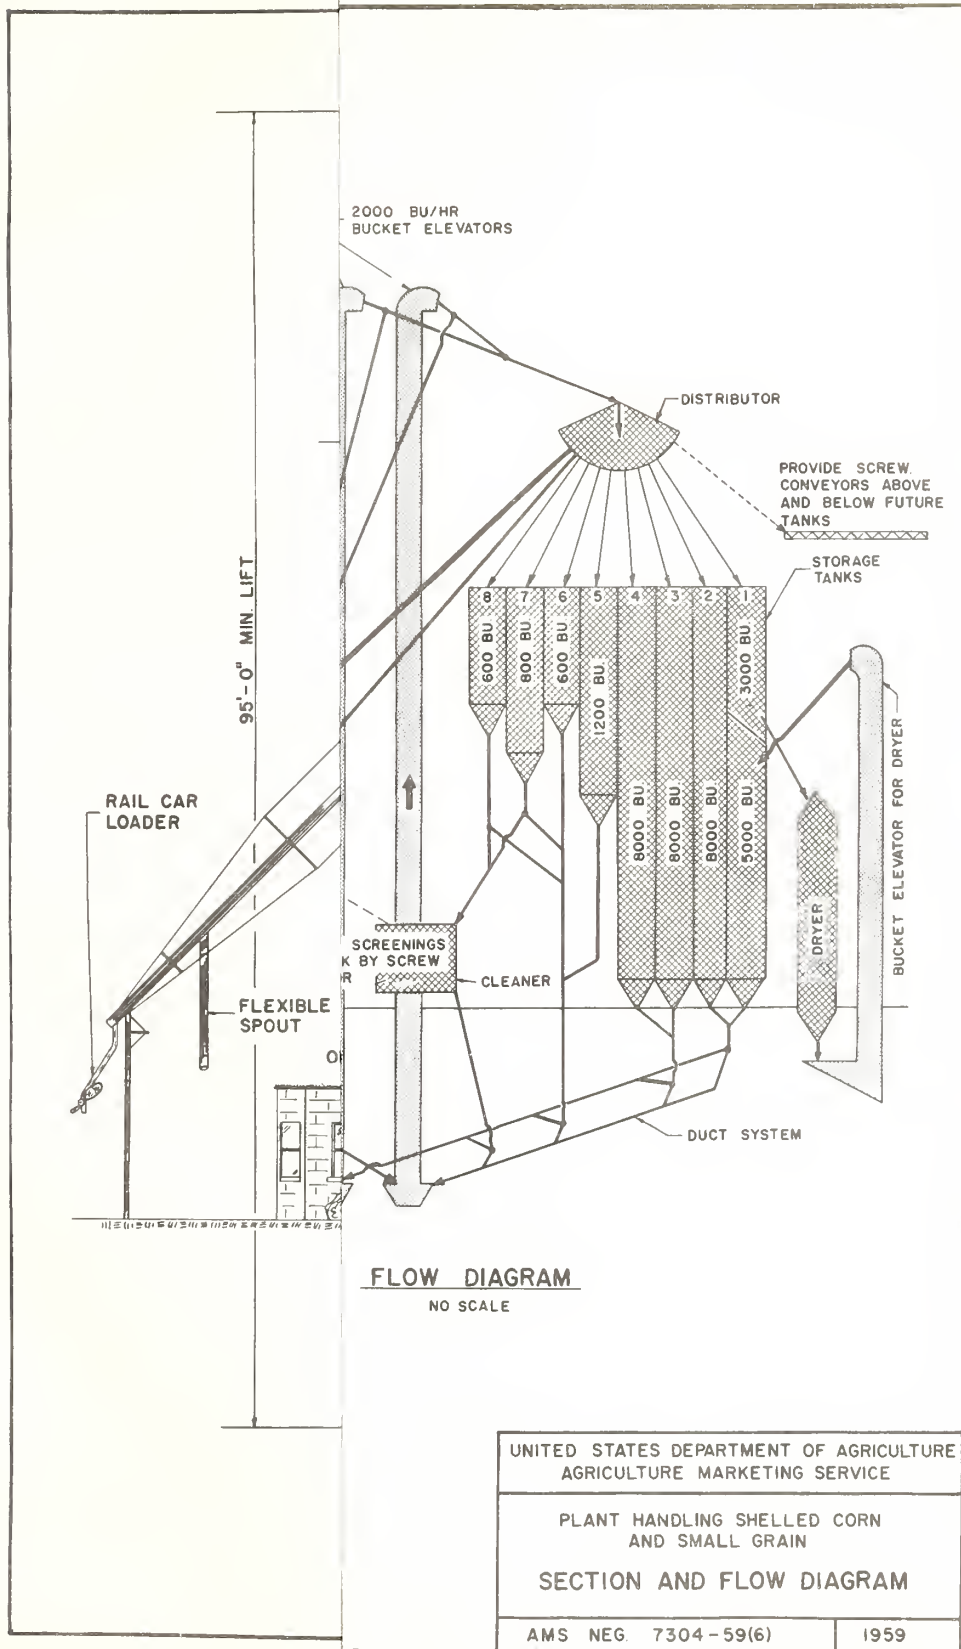 2000 BU/HR
BUCKET ELEVATORS
DISTRIBUTOR
PROVIDE SCREW
CONVEYORS ABOVE
AND BELOW FUTURE
TANKS
STORAGE
TANKS
95'-0" MIN. LIFT
8 7 6 5 4 3 2 1
600 BU
800 BU.
600 BU.
1200 BU.
3000 BU.
8000 BU.
8000 BU.
8000 BU.
5000 BU.
BUCKET ELEVATOR FOR DRYER
DRYER
RAIL CAR
LOADER
SCREENINGS
K BY SCREW
R
CLEANER
FLEXIBLE
SPOUT
DUCT SYSTEM
FLOW DIAGRAM
NO SCALE
UNITED STATES DEPARTMENT OF AGRICULTURE
AGRICULTURE MARKETING SERVICE
PLANT HANDLING SHELLED CORN
AND SMALL GRAIN
SECTION AND FLOW DIAGRAM
AMS NEG. 7304-59(6) 1959